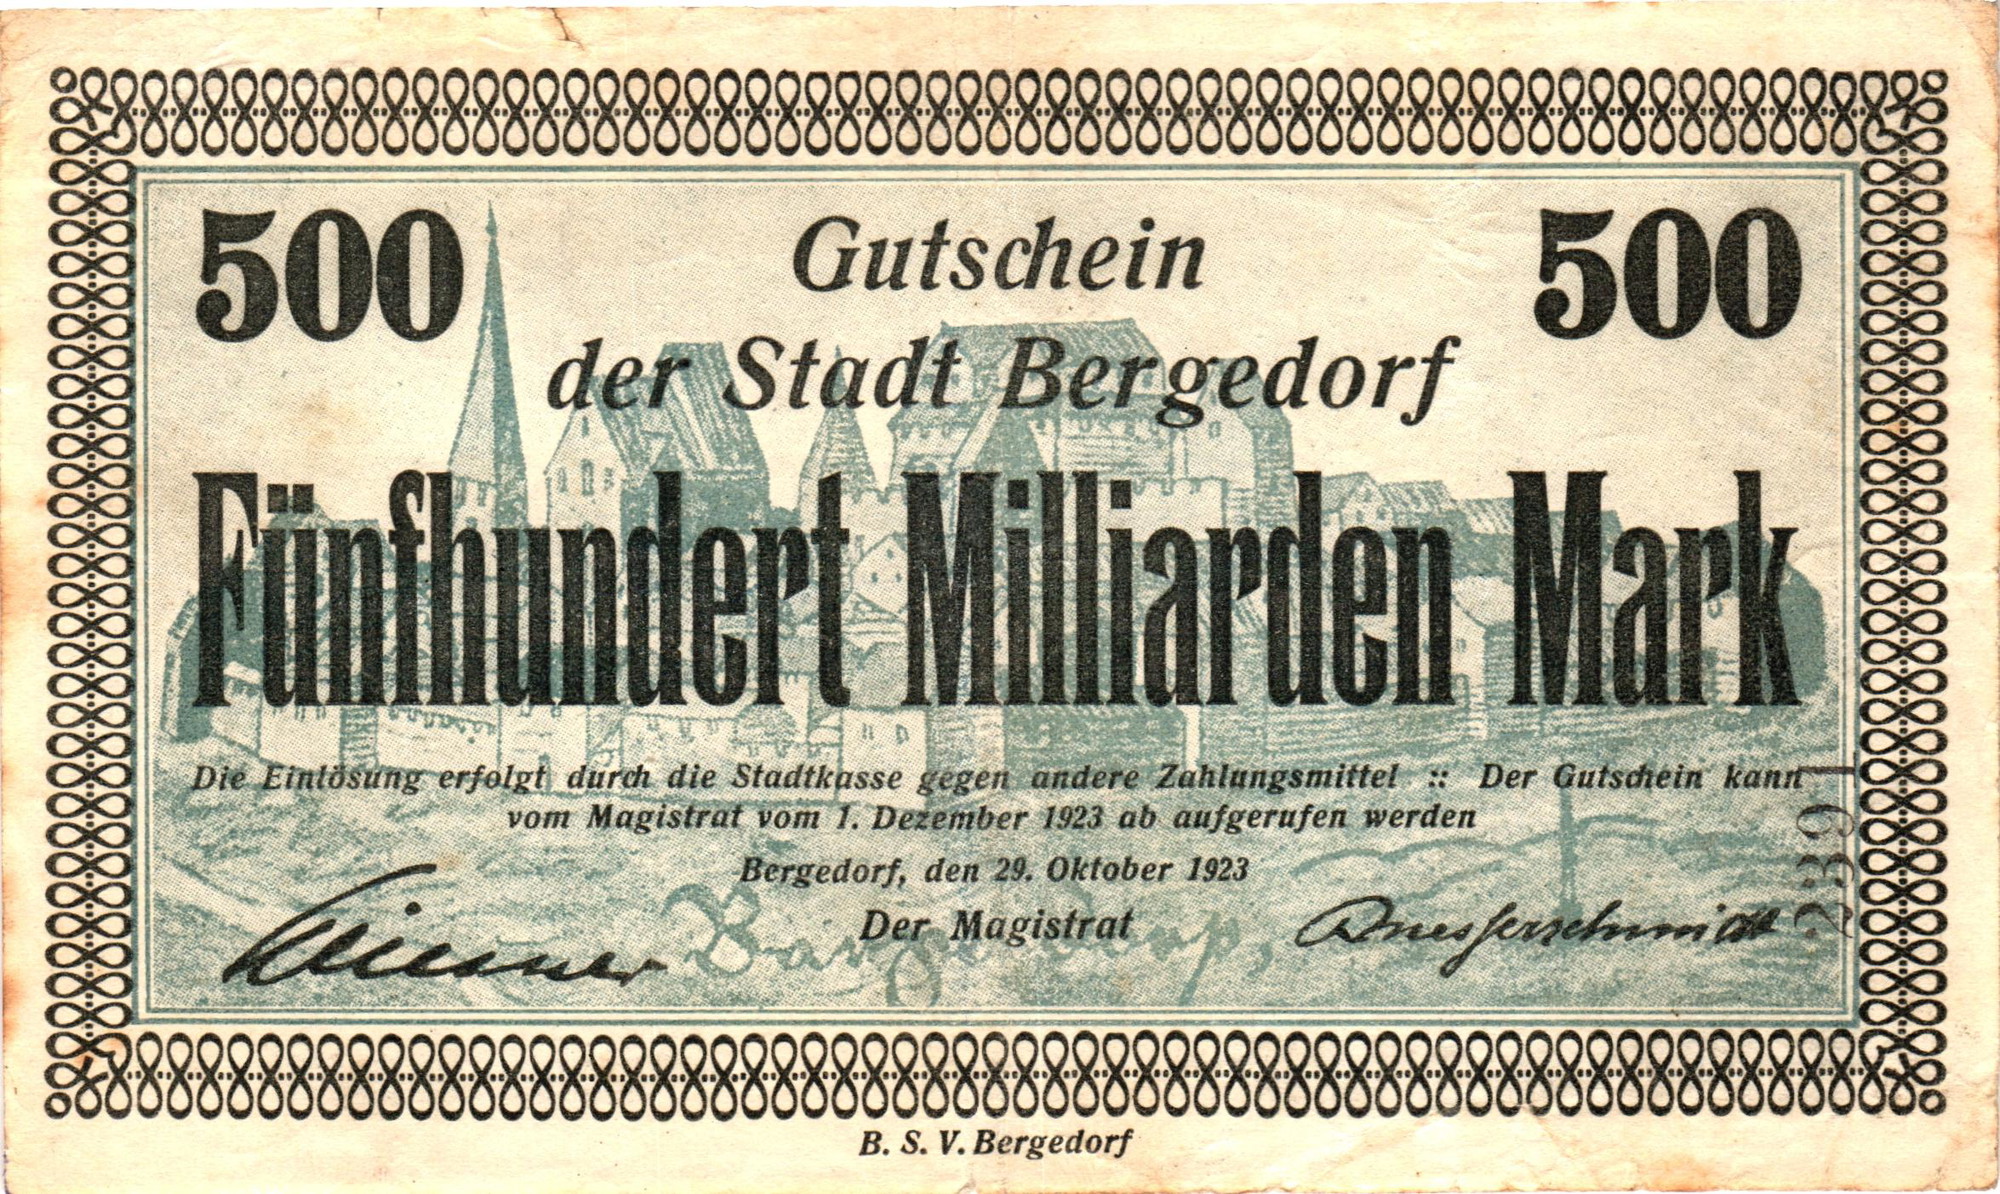 500 Gutschein 500
der Stadt Bergedorf
Fünfhundert Milliarden Mark
Die Einlösung erfolgt durch die Stadtkasse gegen andere Zahlungsmittel :: Der Gutschein kann
vom Magistrat vom 1. Dezember 1923 ab aufgerufen werden
Bergedorf, den 29. Oktober 1923
Der Magistrat
2391
B. S. V. Bergedorf